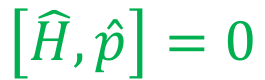 [Ĥ, p̂] = 0